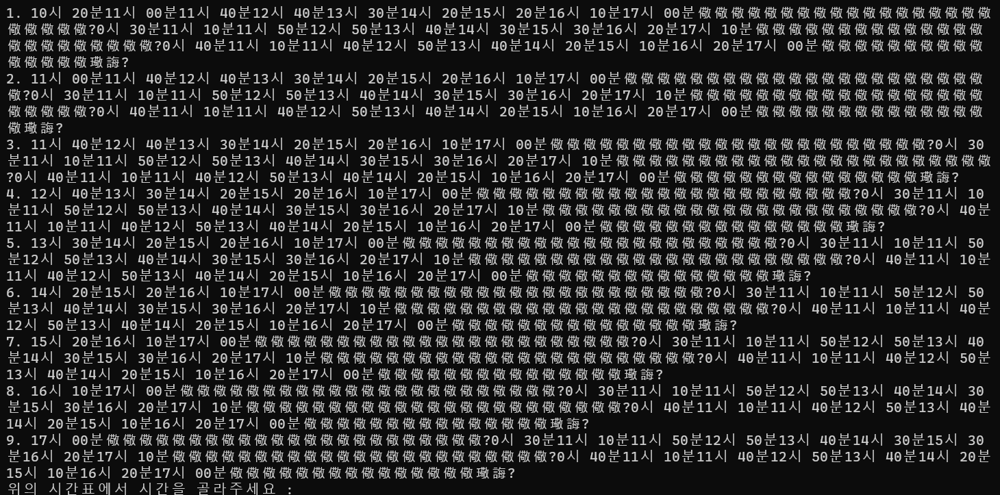 1. 10시 20분11시 00분11시 40분12시 40분13시 30분14시 20분15시 20분16시 10분17시 00분儆儆儆儆儆儆儆儆儆儆儆儆儆儆儆儆儆儆
儆儆儆儆儆?0시 30분11시 10분11시 50분12시 50분13시 40분14시 30분15시 30분16시 20분17시 10분儆儆儆儆儆儆儆儆儆儆儆儆儆儆
儆儆儆儆儆儆儆儆儆?0시 40분11시 10분11시 40분12시 50분13시 40분14시 20분15시 10분16시 20분17시 00분儆儆儆儆儆儆儆儆儆儆
儆儆儆儆儆璥誨?
2. 11시 00분11시 40분12시 40분13시 30분14시 20분15시 20분16시 10분17시 00분儆儆儆儆儆儆儆儆儆儆儆儆儆儆儆儆儆儆儆儆儆儆
儆?0시 30분11시 10분11시 50분12시 50분13시 40분14시 30분15시 30분16시 20분17시 10분儆儆儆儆儆儆儆儆儆儆儆儆儆儆儆儆儆儆
儆儆儆儆儆?0시 40분11시 10분11시 40분12시 50분13시 40분14시 20분15시 10분16시 20분17시 00분儆儆儆儆儆儆儆儆儆儆儆儆儆儆
儆璥誨?
3. 11시 40분12시 40분13시 30분14시 20분15시 20분16시 10분17시 00분儆儆儆儆儆儆儆儆儆儆儆儆儆儆儆儆儆儆儆儆儆儆儆?0시 30
분11시 10분11시 50분12시 50분13시 40분14시 30분15시 30분16시 20분17시 10분儆儆儆儆儆儆儆儆儆儆儆儆儆儆儆儆儆儆儆儆儆儆儆
?0시 40분11시 10분11시 40분12시 50분13시 40분14시 20분15시 10분16시 20분17시 00분儆儆儆儆儆儆儆儆儆儆儆儆儆儆儆璥誨?
4. 12시 40분13시 30분14시 20분15시 20분16시 10분17시 00분儆儆儆儆儆儆儆儆儆儆儆儆儆儆儆儆儆儆儆儆儆儆儆?0시 30분11시 10
분11시 50분12시 50분13시 40분14시 30분15시 30분16시 20분17시 10분儆儆儆儆儆儆儆儆儆儆儆儆儆儆儆儆儆儆儆儆儆儆儆?0시 40분
11시 10분11시 40분12시 50분13시 40분14시 20분15시 10분16시 20분17시 00분儆儆儆儆儆儆儆儆儆儆儆儆儆儆儆璥誨?
5. 13시 30분14시 20분15시 20분16시 10분17시 00분儆儆儆儆儆儆儆儆儆儆儆儆儆儆儆儆儆儆儆儆儆儆儆?0시 30분11시 10분11시 50
분12시 50분13시 40분14시 30분15시 30분16시 20분17시 10분儆儆儆儆儆儆儆儆儆儆儆儆儆儆儆儆儆儆儆儆儆儆儆?0시 40분11시 10분
11시 40분12시 50분13시 40분14시 20분15시 10분16시 20분17시 00분儆儆儆儆儆儆儆儆儆儆儆儆儆儆儆璥誨?
6. 14시 20분15시 20분16시 10분17시 00분儆儆儆儆儆儆儆儆儆儆儆儆儆儆儆儆儆儆儆儆儆儆儆?0시 30분11시 10분11시 50분12시 50
분13시 40분14시 30분15시 30분16시 20분17시 10분儆儆儆儆儆儆儆儆儆儆儆儆儆儆儆儆儆儆儆儆儆儆儆?0시 40분11시 10분11시 40분
12시 50분13시 40분14시 20분15시 10분16시 20분17시 00분儆儆儆儆儆儆儆儆儆儆儆儆儆儆儆璥誨?
7. 15시 20분16시 10분17시 00분儆儆儆儆儆儆儆儆儆儆儆儆儆儆儆儆儆儆儆儆儆儆儆?0시 30분11시 10분11시 50분12시 50분13시 40
분14시 30분15시 30분16시 20분17시 10분儆儆儆儆儆儆儆儆儆儆儆儆儆儆儆儆儆儆儆儆儆儆儆?0시 40분11시 10분11시 40분12시 50분
13시 40분14시 20분15시 10분16시 20분17시 00분儆儆儆儆儆儆儆儆儆儆儆儆儆儆儆璥誨?
8. 16시 10분17시 00분儆儆儆儆儆儆儆儆儆儆儆儆儆儆儆儆儆儆儆儆儆儆儆?0시 30분11시 10분11시 50분12시 50분13시 40분14시 30
분15시 30분16시 20분17시 10분儆儆儆儆儆儆儆儆儆儆儆儆儆儆儆儆儆儆儆儆儆儆儆?0시 40분11시 10분11시 40분12시 50분13시 40분
14시 20분15시 10분16시 20분17시 00분儆儆儆儆儆儆儆儆儆儆儆儆儆儆儆璥誨?
9. 17시 00분儆儆儆儆儆儆儆儆儆儆儆儆儆儆儆儆儆儆儆儆儆儆儆?0시 30분11시 10분11시 50분12시 50분13시 40분14시 30분15시 30
분16시 20분17시 10분儆儆儆儆儆儆儆儆儆儆儆儆儆儆儆儆儆儆儆儆儆儆儆?0시 40분11시 10분11시 40분12시 50분13시 40분14시 20분
15시 10분16시 20분17시 00분儆儆儆儆儆儆儆儆儆儆儆儆儆儆儆璥誨?
위의 시간표에서 시간을 골라주세요 :